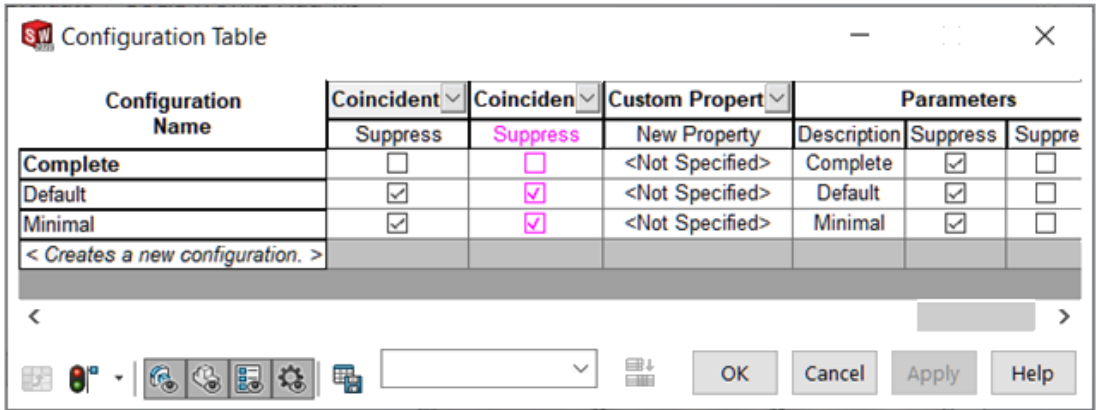 SW Configuration Table
Configuration Name Coincident Coinciden Custom Propert Parameters
Suppress Suppress New Property Description Suppress Suppre
Complete <Not Specified> Complete
Default <Not Specified> Default
Minimal <Not Specified> Minimal
< Creates a new configuration. >
OK Cancel Apply Help